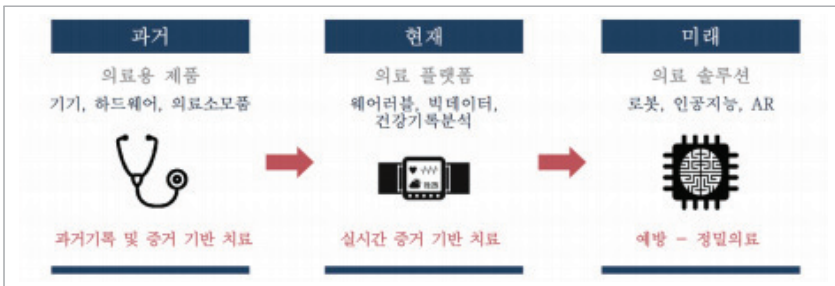 과거
의료용 제품
기기, 하드웨어, 의료소모품
과거기록 및 증거 기반 치료
현재
의료 플랫폼
웨어러블, 빅데이터,
건강기록분석
실시간 증거 기반 치료
미래
의료 솔루션
로봇, 인공지능, AR
예방 - 정밀의료